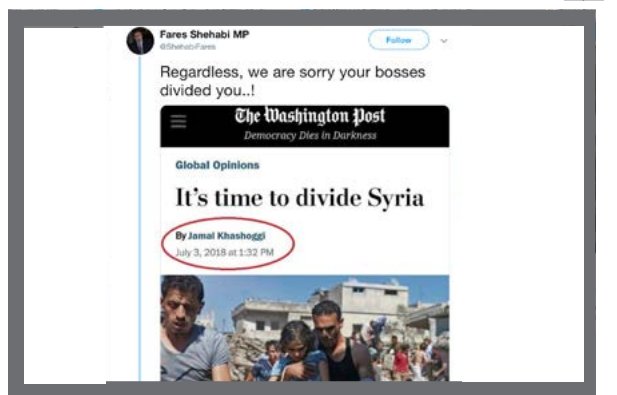 Fares Shehabi MP
@ShehabiFares
Follow
Regardless, we are sorry your bosses
divided you..!
The Washington Post
Democracy Dies in Darkness
Global Opinions
It's time to divide Syria
By Jamal Khashoggi
July 3, 2018 at 1:32 PM